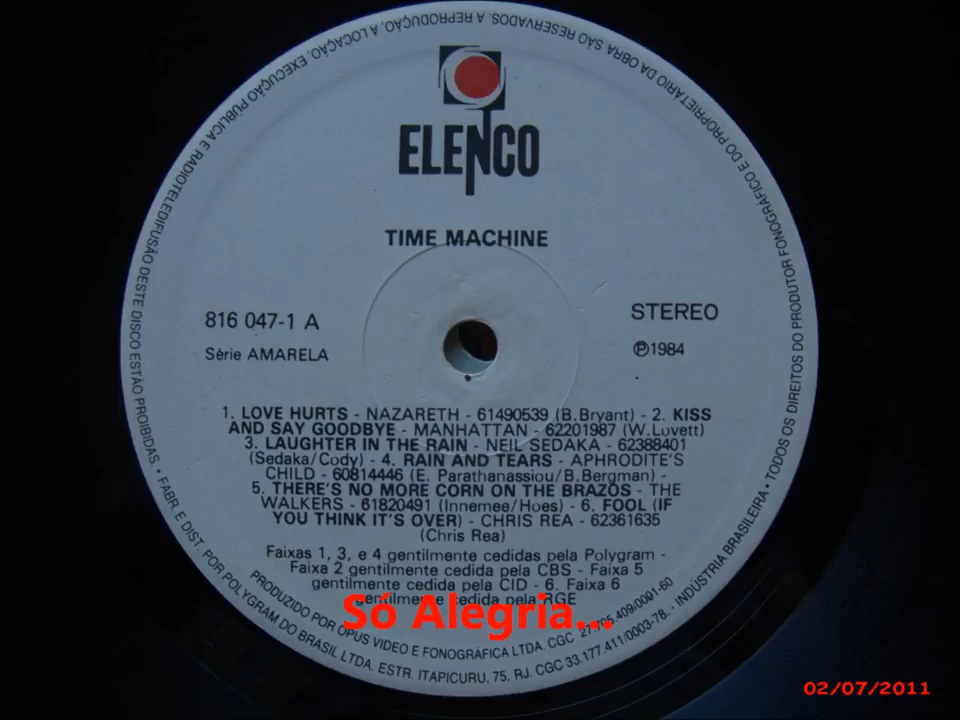 ELENCO
TIME MACHINE
816 047-1 A
STEREO
Série AMARELA
℗1984
1. LOVE HURTS - NAZARETH - 61490539 (B.Bryant) - 2. KISS
AND SAY GOODBYE - MANHATTAN - 62201987 (W.Lovett)
3. LAUGHTER IN THE RAIN - NEIL SEDAKA - 62388401
(Sedaka/Cody) - 4. RAIN AND TEARS - APHRODITE'S
CHILD - 60814446 (E. Parathanassiou/B.Bergman) -
5. THERE'S NO MORE CORN ON THE BRAZOS - THE
WALKERS - 61820491 (Innemee/Hoes) - 6. FOOL (IF
YOU THINK IT'S OVER) - CHRIS REA - 62361635
(Chris Rea)
Faixas 1, 3, e 4 gentilmente cedidas pela Polygram -
Faixa 2 gentilmente cedida pela CBS - Faixa 5
gentilmente cedida pela CID - 6. Faixa 6
gentilmente cedida pela RGE
Só Alegria...
PRODUZIDO POR OPUS VIDEO E FONOGRÁFICA LTDA. CGC 27.705.409/0001-60
FABR. E DIST. POR POLYGRAM DO BRASIL LTDA. ESTR. ITAPICURU, 75, RJ. CGC 33.177.411/0003-78. - INDÚSTRIA BRASILEIRA • TODOS OS DIREITOS DO PRODUTOR FONOGRÁFICO E DO PROPRIETÁRIO DA OBRA SÃO RESERVADOS. A REPRODUÇÃO, A LOCAÇÃO, EXECUÇÃO PÚBLICA E RADIOTELEDIFUSÃO DESTE DISCO ESTÃO PROIBIDAS. •
02/07/2011